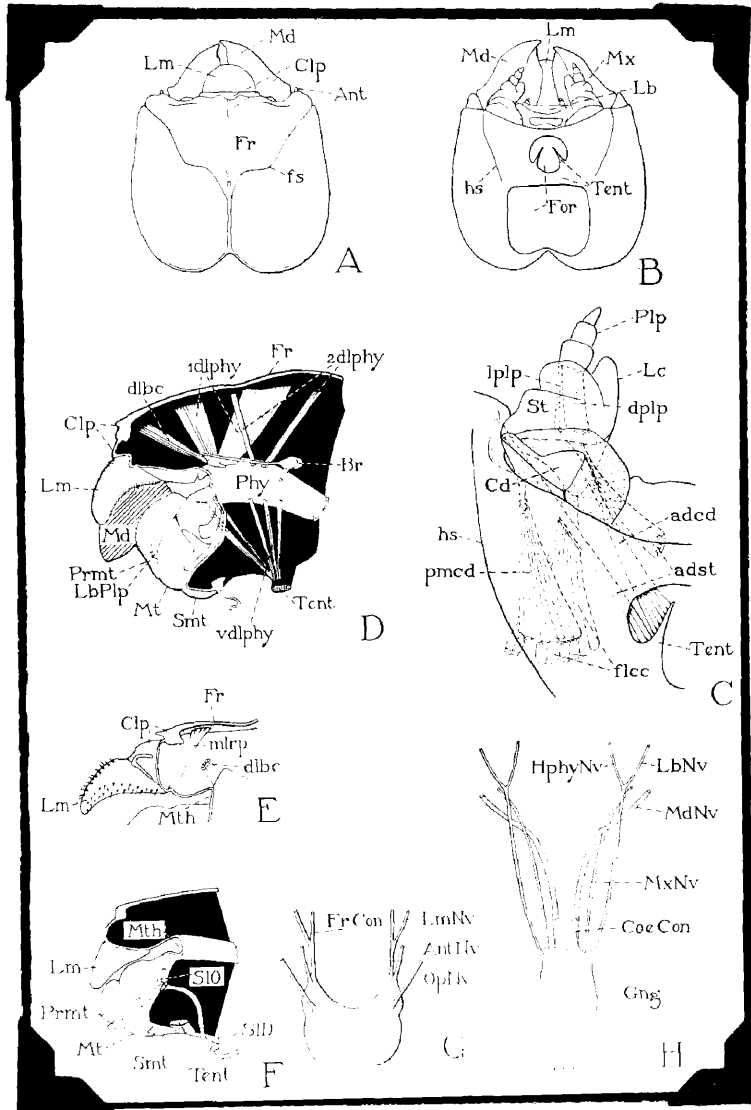 Md
Lm
Clp
Ant
Fr
fs
A
Lm
Md
Mx
Lb
hs
Tent
For
B
Plp
lplp
Lc
St
dplp
Cd
adcd
hs
pmcd
adst
Tent
flcc
C
Fr
1dlphy
2dlphy
dlbc
Clp
Br
Lm
Phy
Md
Prmt
LbPlp
Mt
Smt
Tent
vdlphy
D
Fr
Clp
mlrp
dlbc
Lm
Mth
E
Mth
Lm
SlO
Prmt
SlD
Mt
Smt
Tent
F
FrCon
LmNv
AntNv
OpNv
G
HphyNv
LbNv
MdNv
MxNv
CoeCon
Gng
H